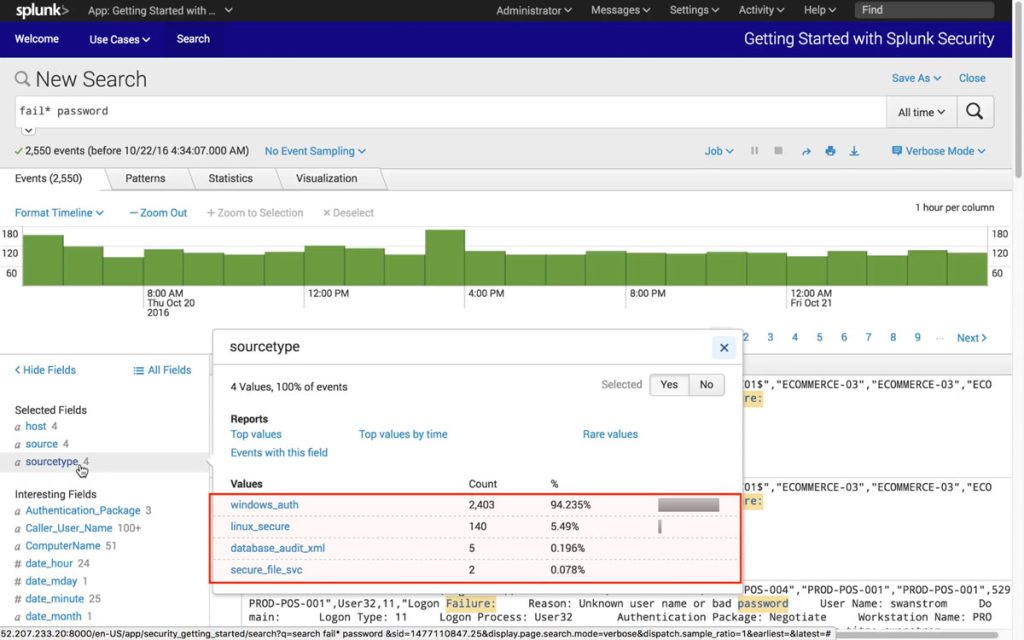 splunk> App: Getting Started with ... Administrator Messages Settings Activity Help Find
Welcome Use Cases Search Getting Started with Splunk Security
New Search Save As Close
fail* password All time
2,550 events (before 10/22/16 4:34:07.000 AM) No Event Sampling Job Verbose Mode
Events (2,550) Patterns Statistics Visualization
Format Timeline — Zoom Out + Zoom to Selection × Deselect 1 hour per column
180 180
120 120
60 60
8:00 AM 12:00 PM 4:00 PM 8:00 PM 12:00 AM
Thu Oct 20 Fri Oct 21
2016
2 3 4 5 6 7 8 9 ... Next >
sourcetype
< Hide Fields All Fields
4 Values, 100% of events Selected Yes No
01$","ECOMMERCE-03","ECOMMERCE-03","ECO
re:
Selected Fields
a host 4
a source 4
a sourcetype 4
Reports
Top values Top values by time Rare values
Events with this field
Values Count %
windows_auth 2,403 94.235%
linux_secure 140 5.49%
database_audit_xml 5 0.196%
secure_file_svc 2 0.078%
03","ECOMMERCE-03","ECO
re:
Interesting Fields
a Authentication_Package 3
a Caller_User_Name 100+
a ComputerName 51
# date_hour 24
# date_mday 1
# date_minute 25
a date_month 1
POS-004","PROD-POS-001",529
PROD-POS-001",User32,11,"Logon Failure: Reason: Unknown user name or bad password User Name: swanstrom Do
main: Logon Type: 11 Logon Process: User32 Authentication Package: Negotiate Workstation Name: PRO
52.207.233.20:8000/en-US/app/security_getting_started/search?q=search fail* password &sid=1477110847.25&display.page.search.mode=verbose&dispatch.sample_ratio=1&earliest=&latest=#